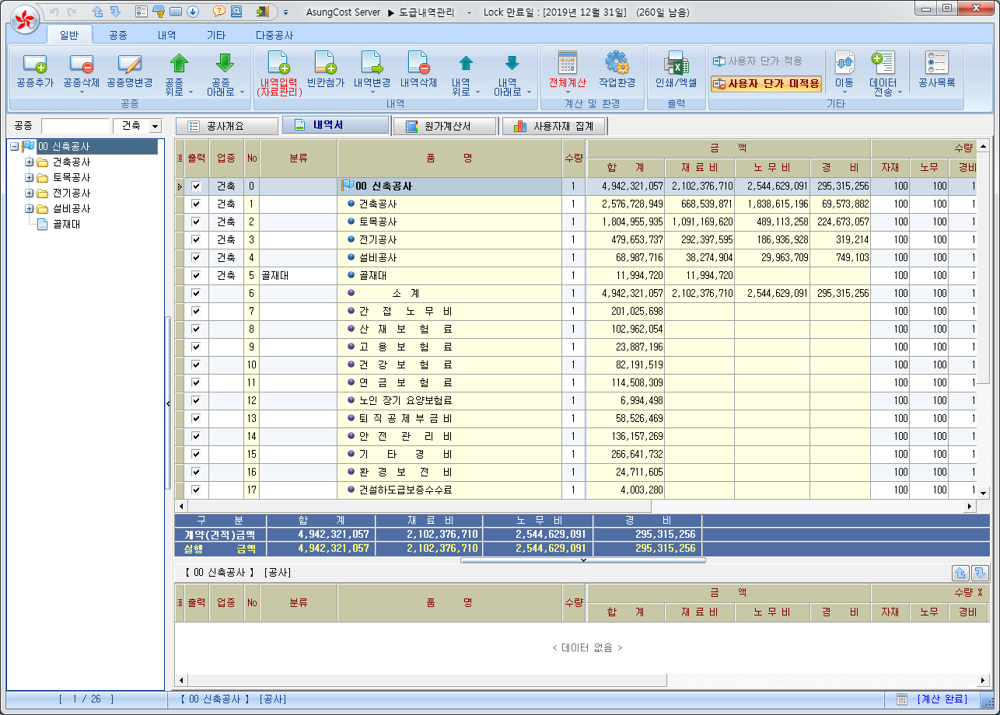 AsungCost Server ▶ 도급내역관리 - Lock 만료일 : [2019년 12월 31일] (260일 남음)
일반 공종 내역 기타 다중공사
공종추가 공종삭제 공종명변경 공종 위로 공종 아래로 내역입력 (자료관리) 빈칸첨가 내역변경 내역삭제 내역 위로 내역 아래로 전체계산 작업환경 인쇄/엑셀 사용자 단가 적용 사용자 단가 미적용 이동 데이터 전송 공사목록
공종 내역 계산 및 환경 출력 기타
공종 건축 공사개요 내역서 원가계산서 사용자재 집계
00 신축공사
건축공사
토목공사
전기공사
설비공사
골재대
출력 업종 No 분류 품 명 수량 금 액 수량
합 계 재 료 비 노 무 비 경 비 자재 노무 경비
건축 0 00 신축공사 1 4,942,321,057 2,102,376,710 2,544,629,091 295,315,256 100 100 1
건축 1 건축공사 1 2,576,728,949 668,539,871 1,838,615,196 69,573,882 100 100 1
건축 2 토목공사 1 1,804,955,935 1,091,169,620 489,113,258 224,673,057 100 100 1
건축 3 전기공사 1 479,653,737 292,397,595 186,936,928 319,214 100 100 1
건축 4 설비공사 1 68,987,716 38,274,904 29,963,709 749,103 100 100 1
건축 5 골재대 골재대 1 11,994,720 11,994,720 100 100 1
6 소 계 1 4,942,321,057 2,102,376,710 2,544,629,091 295,315,256 100 100 1
7 간 접 노 무 비 1 201,025,698 100 100 1
8 산 재 보 험 료 1 102,962,054 100 100 1
9 고 용 보 험 료 1 23,887,196 100 100 1
10 건 강 보 험 료 1 82,191,519 100 100 1
11 연 금 보 험 료 1 114,508,309 100 100 1
12 노인 장기 요양보험료 1 6,994,498 100 100 1
13 퇴 직 공 제 부 금 비 1 58,526,469 100 100 1
14 안 전 관 리 비 1 136,157,269 100 100 1
15 기 타 경 비 1 266,641,732 100 100 1
16 환 경 보 전 비 1 24,711,605 100 100 1
17 건설하도급보증수수료 1 4,003,280 100 100 1
구 분 합 계 재 료 비 노 무 비 경 비
계약(견적)금액 4,942,321,057 2,102,376,710 2,544,629,091 295,315,256
실행 금액 4,942,321,057 2,102,376,710 2,544,629,091 295,315,256
【 00 신축공사 】 [공사]
출력 업종 No 분류 품 명 수량 금 액 수량 %
합 계 재 료 비 노 무 비 경 비 자재 노무 경비
< 데이터 없음 >
[ 1 / 26 ] 【 00 신축공사 】 [공사] [계산 완료]